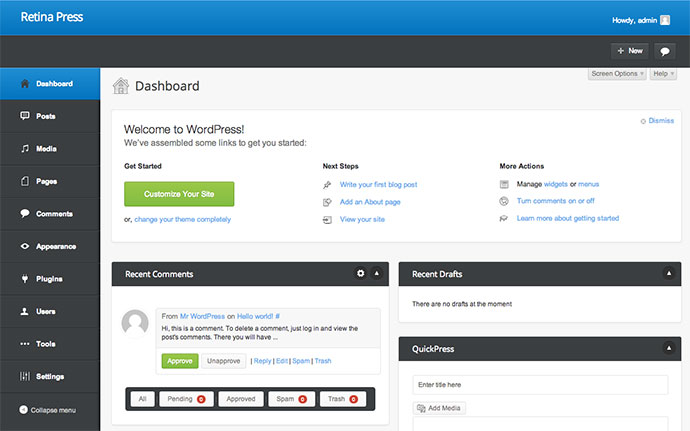 Retina Press
Howdy, admin
+ New
Screen Options
Help
Dashboard
Posts
Media
Pages
Comments
Appearance
Plugins
Users
Tools
Settings
Collapse menu
Dashboard
Dismiss
Welcome to WordPress!
We've assembled some links to get you started:
Get Started
Customize Your Site
or, change your theme completely
Next Steps
Write your first blog post
Add an About page
View your site
More Actions
Manage widgets or menus
Turn comments on or off
Learn more about getting started
Recent Comments
From Mr WordPress on Hello world! #
Hi, this is a comment. To delete a comment, just log in and view the
post's comments. There you will have ...
Approve Unapprove | Reply | Edit | Spam | Trash
All Pending 0 Approved Spam 0 Trash 0
Recent Drafts
There are no drafts at the moment
QuickPress
Enter title here
Add Media